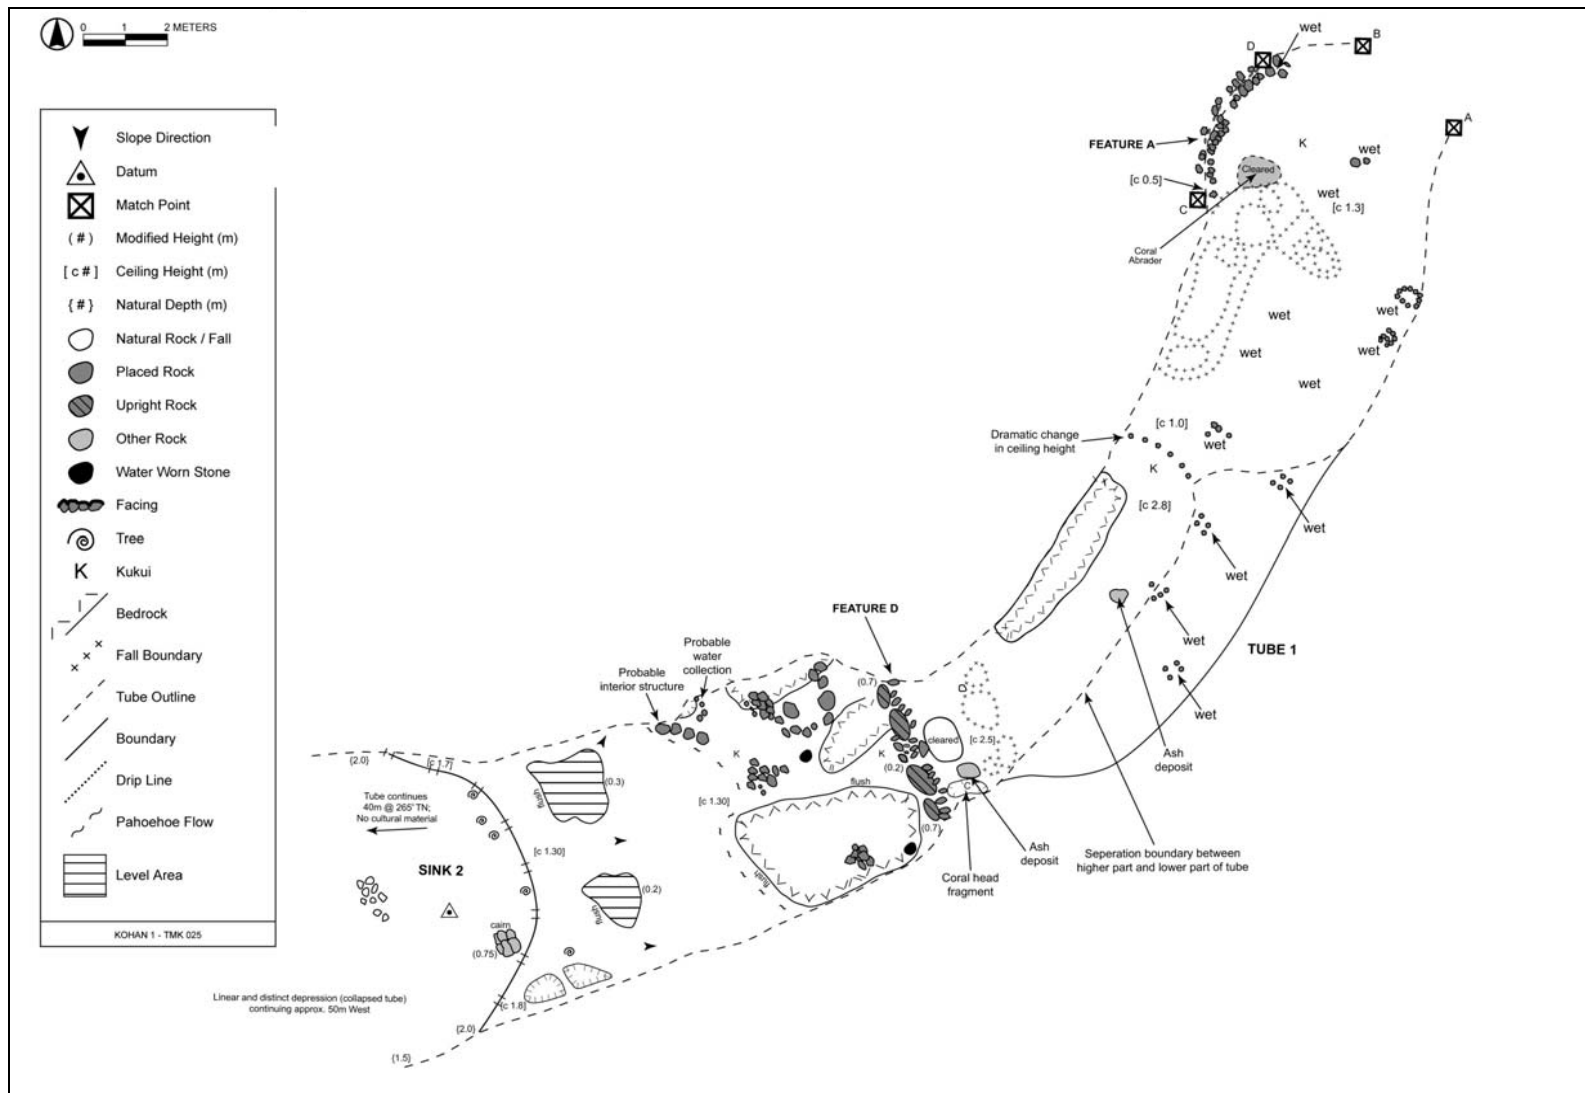 0 1 2 METERS
Slope Direction
Datum
Match Point
( # ) Modified Height (m)
[ c # ] Ceiling Height (m)
{ # } Natural Depth (m)
Natural Rock / Fall
Placed Rock
Upright Rock
Other Rock
Water Worn Stone
Facing
Tree
K Kukui
Bedrock
Fall Boundary
Tube Outline
Boundary
Drip Line
Pahoehoe Flow
Level Area
KOHAN 1 - TMK 025
wet
D
B
A
FEATURE A
K
wet
Cleared
[c 0.5]
wet
[c 1.3]
C
Coral
Abrader
wet
wet
wet
wet
wet
[c 1.0]
Dramatic change
in ceiling height
wet
K
[c 2.8]
wet
wet
FEATURE D
wet
TUBE 1
Probable
water
collection
Probable
interior structure
(0.7)
D
wet
cleared
[c 2.5]
K
K
{2.0}
[c 1.7]
(0.3)
flush
(0.2)
flush
C
Ash
deposit
Tube continues
40m @ 265° TN;
No cultural material
[c 1.30]
(0.7)
[c 1.30]
Ash
deposit
Seperation boundary between
higher part and lower part of tube
SINK 2
flush
Coral head
fragment
(0.2)
flush
cairn
(0.75)
Linear and distinct depression (collapsed tube)
continuing approx. 50m West
[c 1.8]
{2.0}
{1.5}